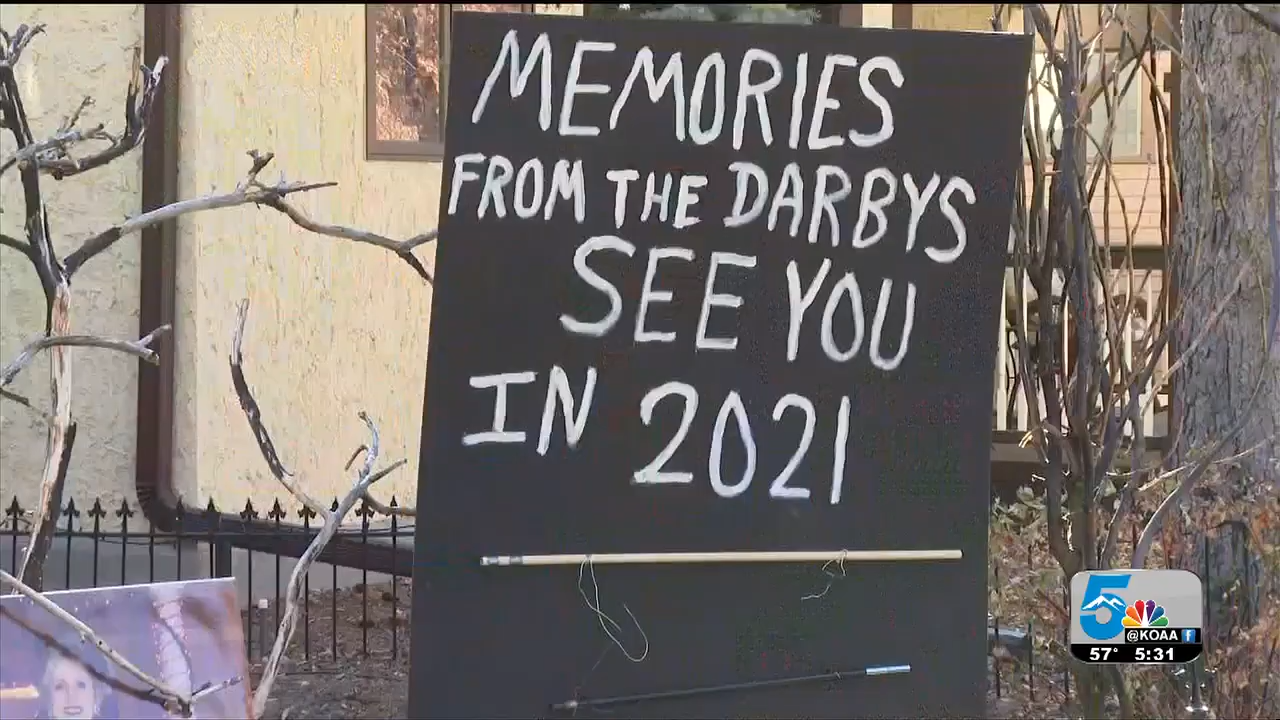 MEMORIES
FROM THE DARBYS
SEE YOU
IN 2021
5
@KOAA f
57° 5:31